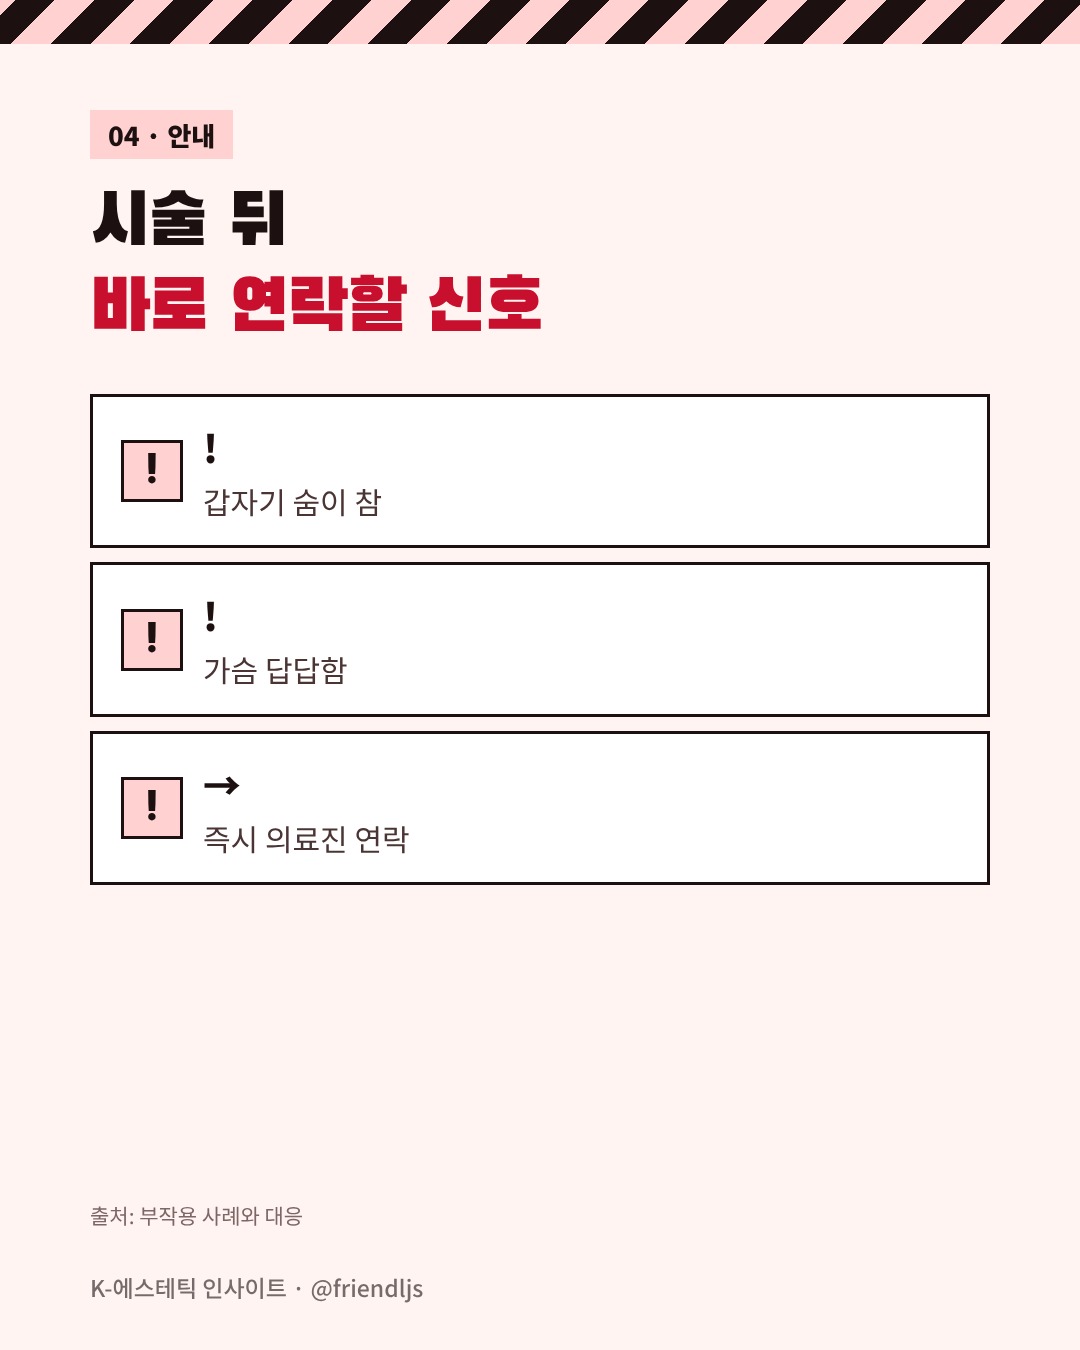 04 · 안내
시술 뒤
바로 연락할 신호
!
!
갑자기 숨이 참
!
!
가슴 답답함
!
→
즉시 의료진 연락
출처: 부작용 사례와 대응
K-에스테틱 인사이트 · @friendljs